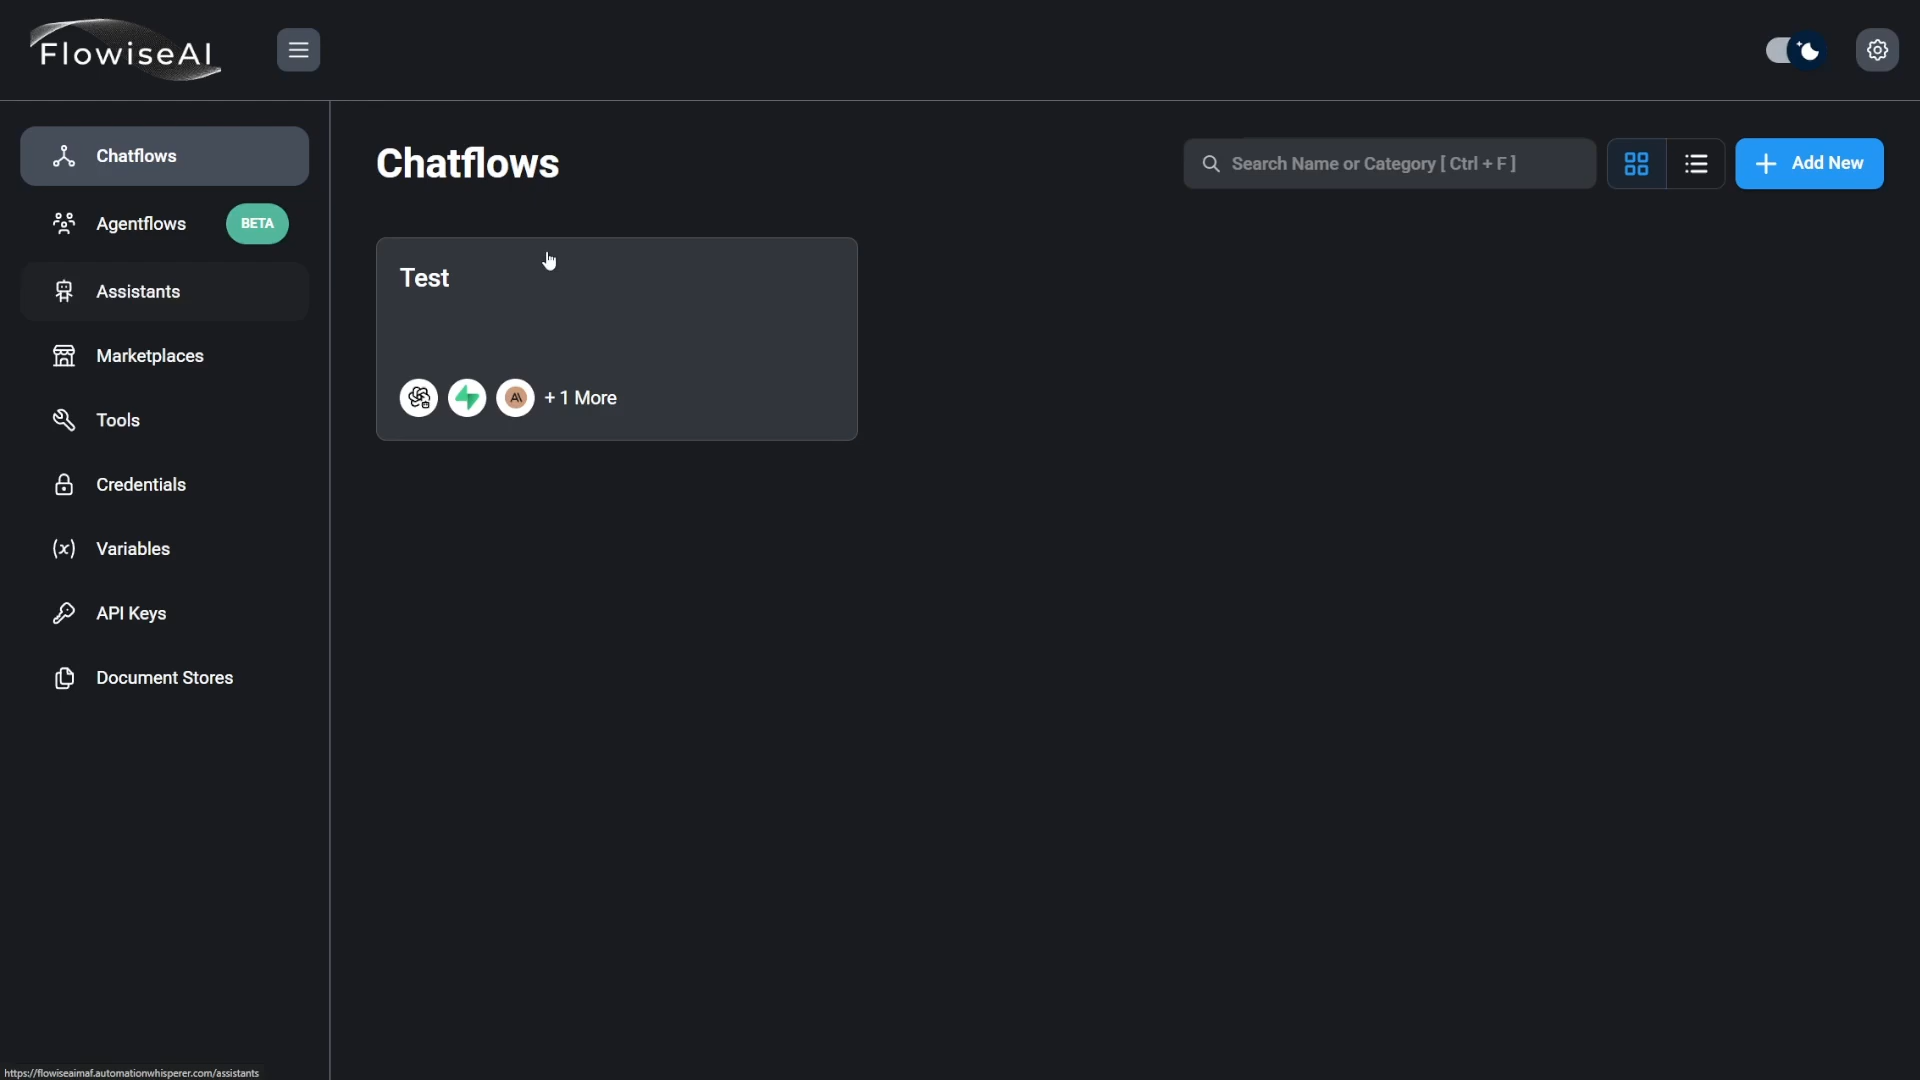 FlowiseAI
Chatflows
Agentflows
BETA
Assistants
Marketplaces
Tools
Credentials
Variables
API Keys
Document Stores
Chatflows
Search Name or Category [ Ctrl + F ]
Add New
Test
+ 1 More
https://flowiseaimaf.automationwhisperer.com/assistants